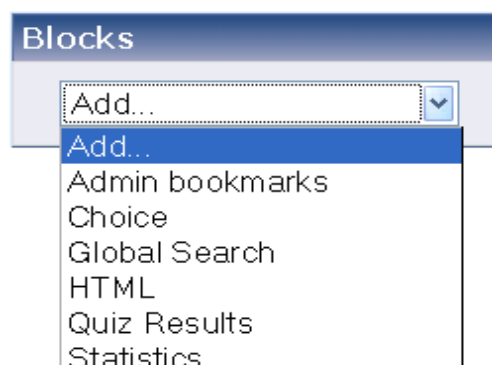 Blocks
Add...
Add...
Admin bookmarks
Choice
Global Search
HTML
Quiz Results
Statistics